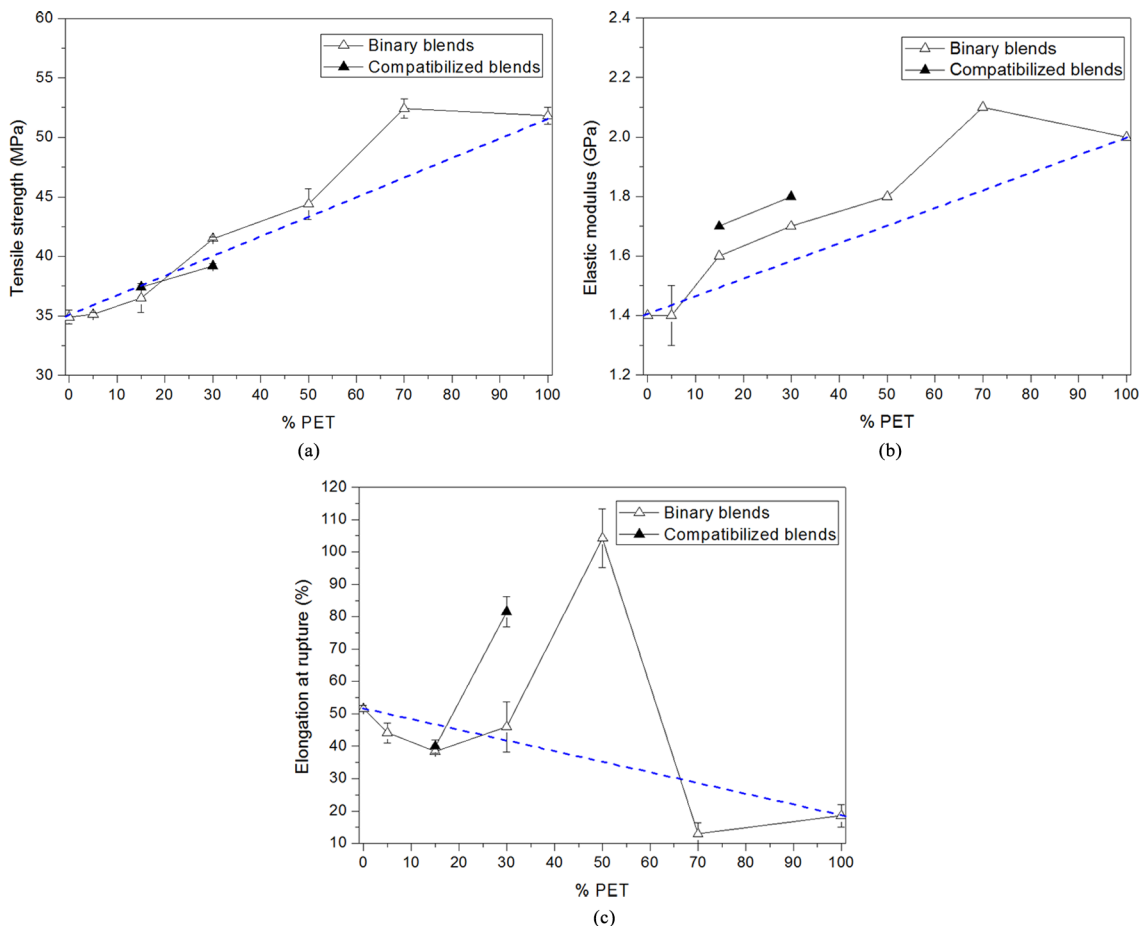 60
55
50
45
40
35
30
Tensile strength (MPa)
Binary blends
Compatibilized blends
0 10 20 30 40 50 60 70 80 90 100
% PET
(a)
2.4
2.2
2.0
1.8
1.6
1.4
1.2
Elastic modulus (GPa)
Binary blends
Compatibilized blends
0 10 20 30 40 50 60 70 80 90 100
% PET
(b)
120
110
100
90
80
70
60
50
40
30
20
10
Elongation at rupture (%)
Binary blends
Compatibilized blends
0 10 20 30 40 50 60 70 80 90 100
% PET
(c)